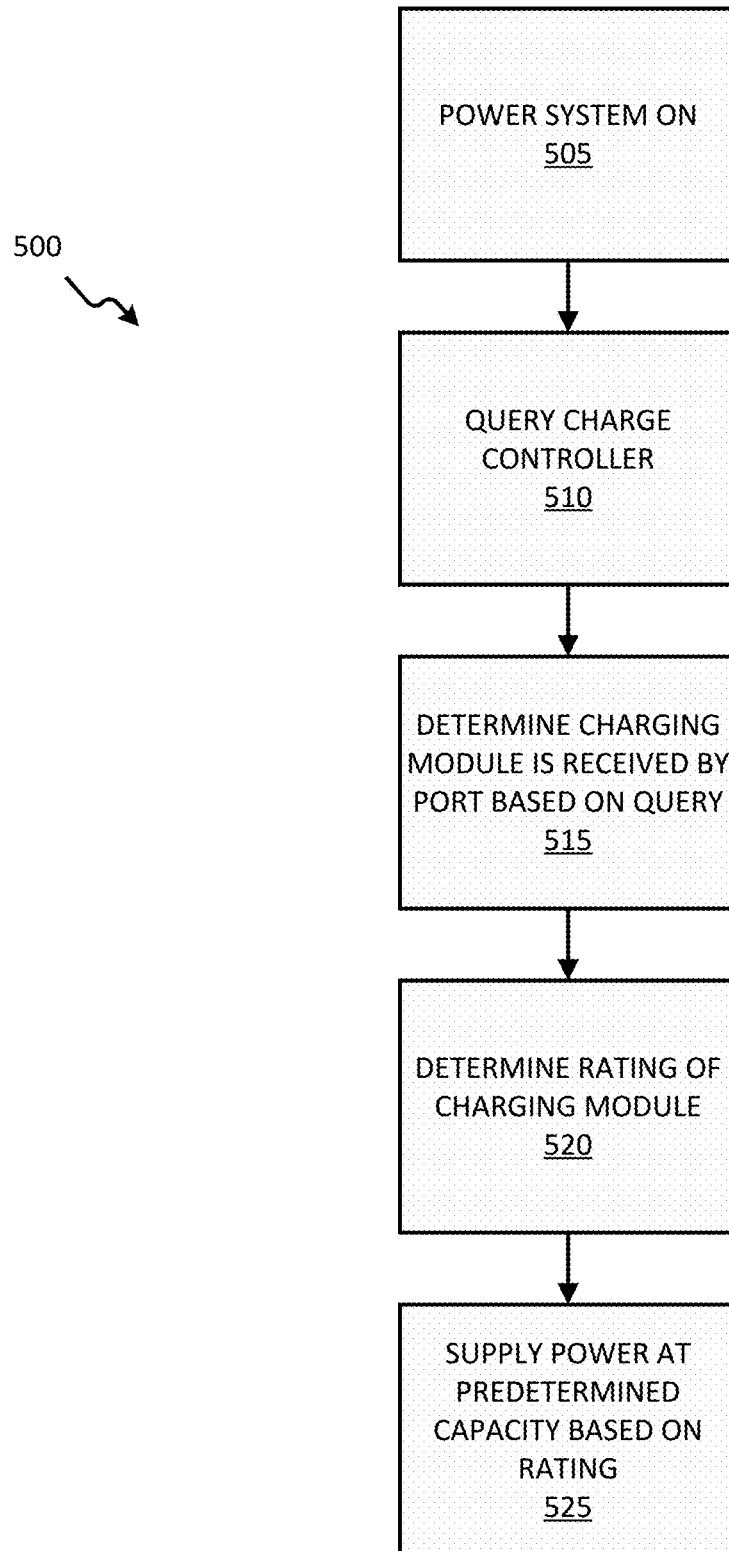 POWER SYSTEM ON
505
500
QUERY CHARGE
CONTROLLER
510
DETERMINE CHARGING
MODULE IS RECEIVED BY
PORT BASED ON QUERY
515
DETERMINE RATING OF
CHARGING MODULE
520
SUPPLY POWER AT
PREDETERMINED
CAPACITY BASED ON
RATING
525